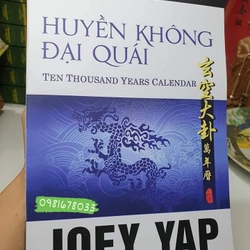 HUYỀN KHÔNG
ĐẠI QUÁI
TEN THOUSAND YEARS CALENDAR
玄空大卦
萬年曆
0981678033
JOEY YAP